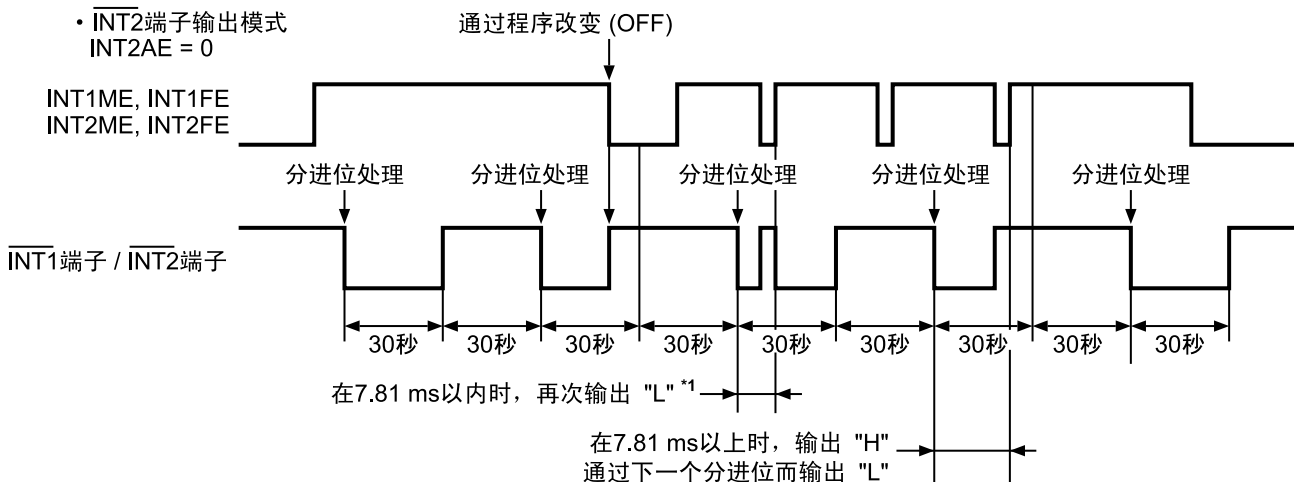 ・INT2端子输出模式
INT2AE = 0
通过程序改变 (OFF)
INT1ME, INT1FE
INT2ME, INT2FE
分进位处理 分进位处理 分进位处理 分进位处理 分进位处理
INT1端子 / INT2端子
30秒 30秒 30秒 30秒 30秒 30秒 30秒 30秒 30秒
在7.81 ms以内时，再次输出 "L" *1
在7.81 ms以上时，输出 "H"
通过下一个分进位而输出 "L"